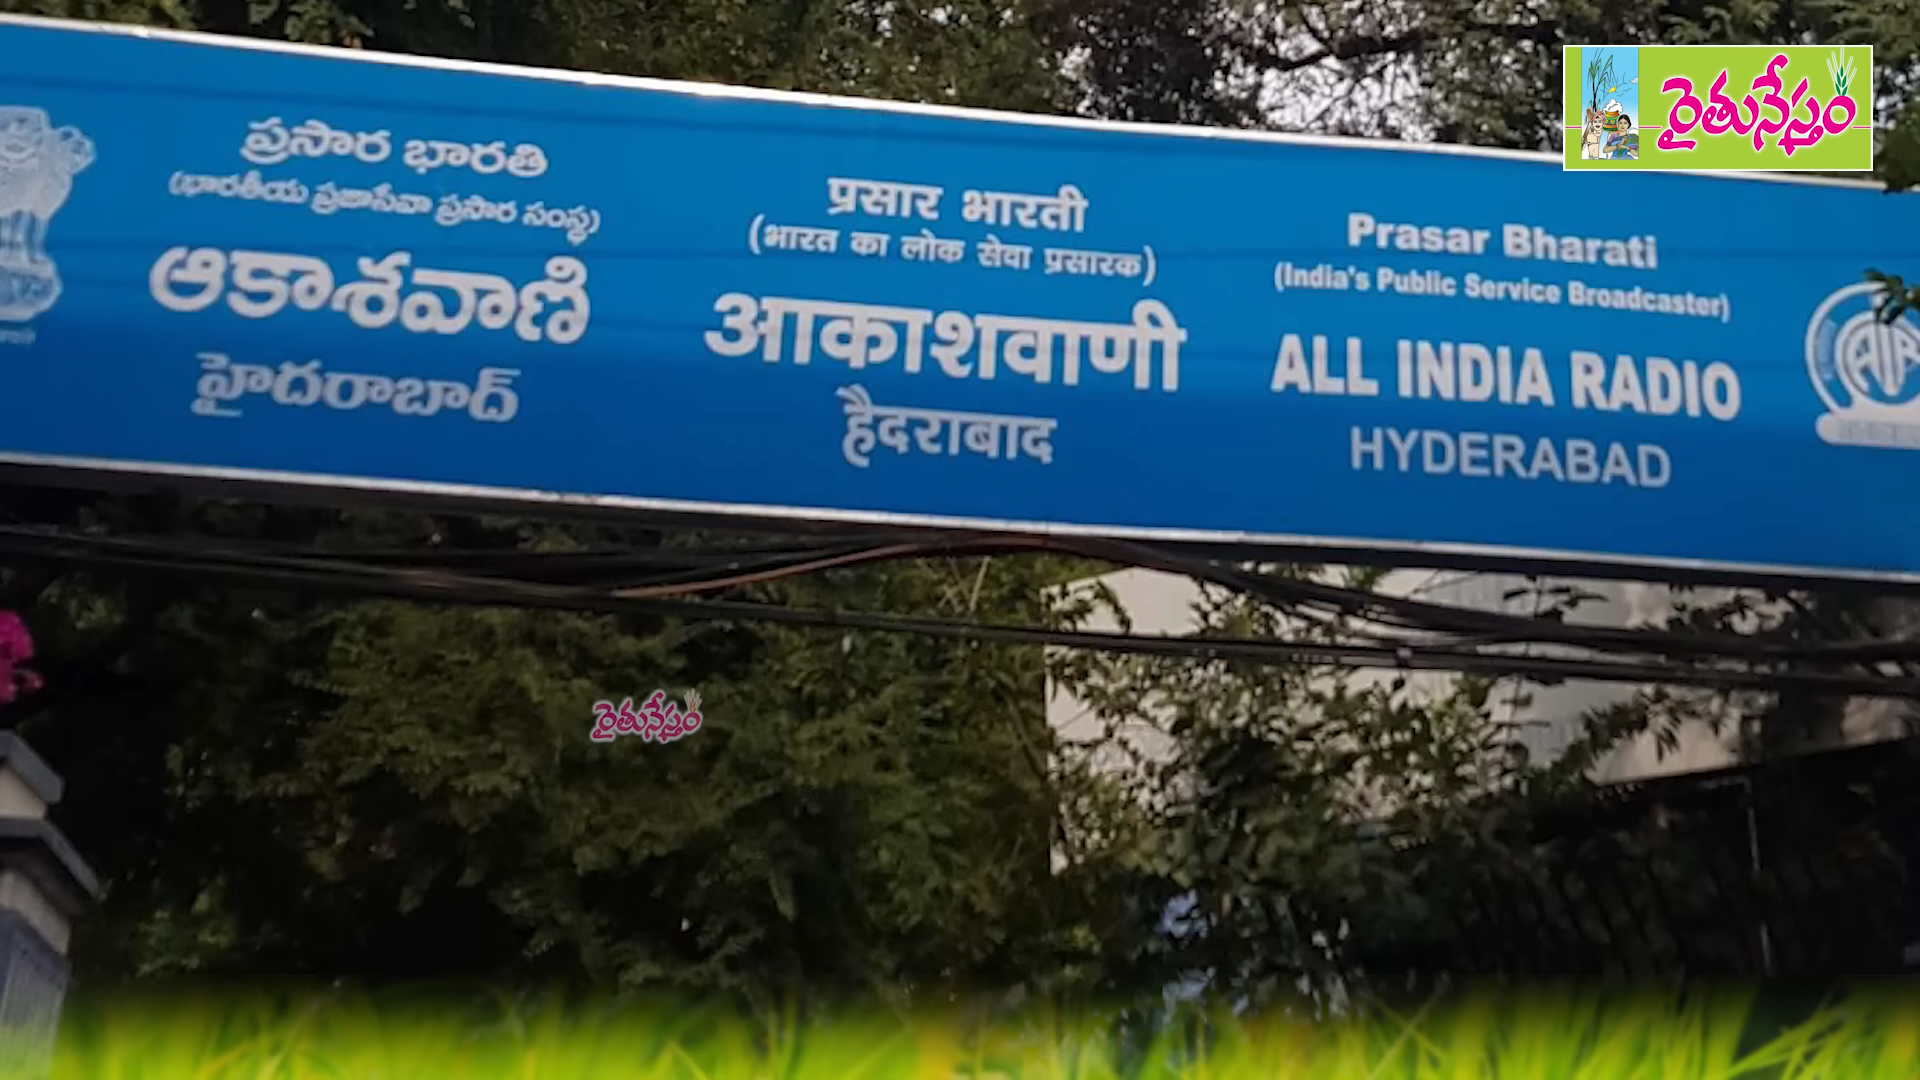 ప్రసార భారతి
(భారతీయ ప్రజాసేవా ప్రసార సంస్థ)
ఆకాశవాణి
హైదరాబాద్
प्रसार भारती
(भारत का लोक सेवा प्रसारक)
आकाशवाणी
हैदराबाद
Prasar Bharati
(India's Public Service Broadcaster)
ALL INDIA RADIO
HYDERABAD
AIR
రైతునేస్తం
రైతునేస్తం